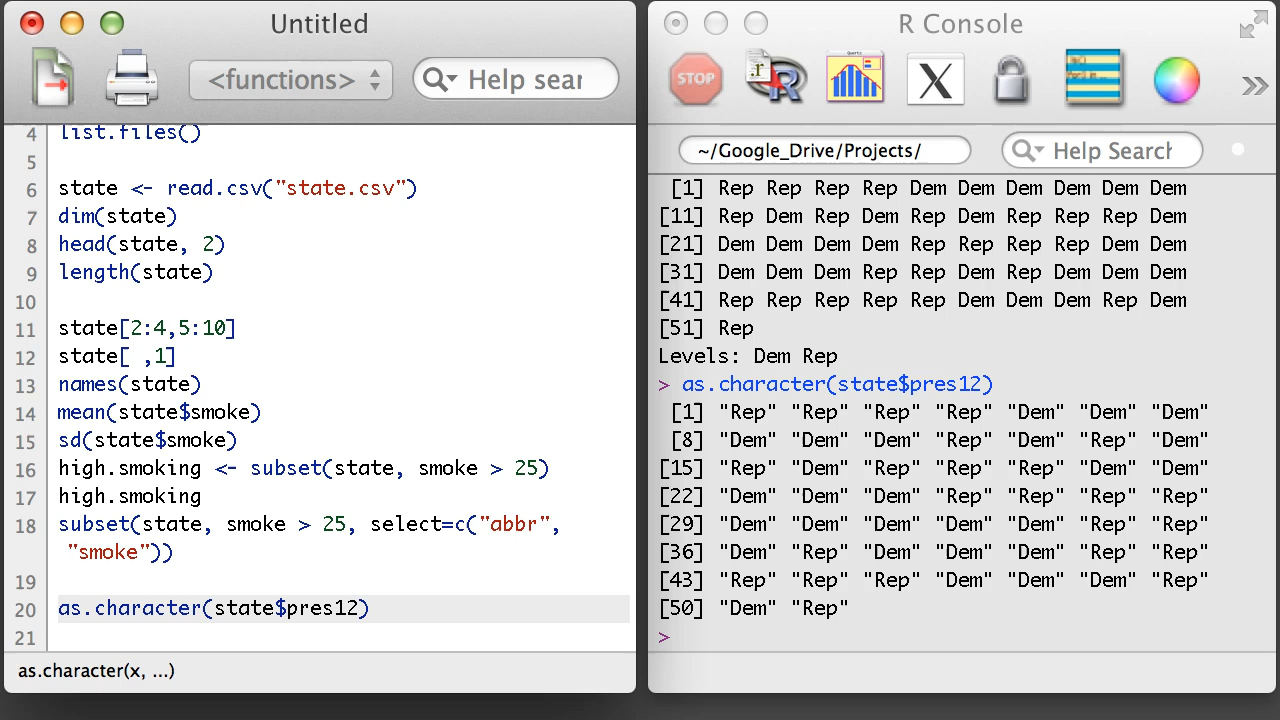 Untitled
<functions>
Help sear
4 list.files()
5
6 state <- read.csv("state.csv")
7 dim(state)
8 head(state, 2)
9 length(state)
10
11 state[2:4,5:10]
12 state[ ,1]
13 names(state)
14 mean(state$smoke)
15 sd(state$smoke)
16 high.smoking <- subset(state, smoke > 25)
17 high.smoking
18 subset(state, smoke > 25, select=c("abbr",
"smoke"))
19
20 as.character(state$pres12)
21
as.character(x, ...)
R Console
STOP
X
~/Google_Drive/Projects/
Help Search
[1] Rep Rep Rep Rep Dem Dem Dem Dem Dem Dem
[11] Rep Dem Rep Dem Rep Dem Rep Rep Rep Dem
[21] Dem Dem Dem Dem Rep Rep Rep Rep Dem Dem
[31] Dem Dem Dem Rep Rep Dem Rep Dem Dem Dem
[41] Rep Rep Rep Rep Rep Dem Dem Dem Rep Dem
[51] Rep
Levels: Dem Rep
> as.character(state$pres12)
[1] "Rep" "Rep" "Rep" "Rep" "Dem" "Dem" "Dem"
[8] "Dem" "Dem" "Dem" "Rep" "Dem" "Rep" "Dem"
[15] "Rep" "Dem" "Rep" "Rep" "Rep" "Dem" "Dem"
[22] "Dem" "Dem" "Dem" "Rep" "Rep" "Rep" "Rep"
[29] "Dem" "Dem" "Dem" "Dem" "Dem" "Rep" "Rep"
[36] "Dem" "Rep" "Dem" "Dem" "Dem" "Rep" "Rep"
[43] "Rep" "Rep" "Rep" "Dem" "Dem" "Dem" "Rep"
[50] "Dem" "Rep"
>